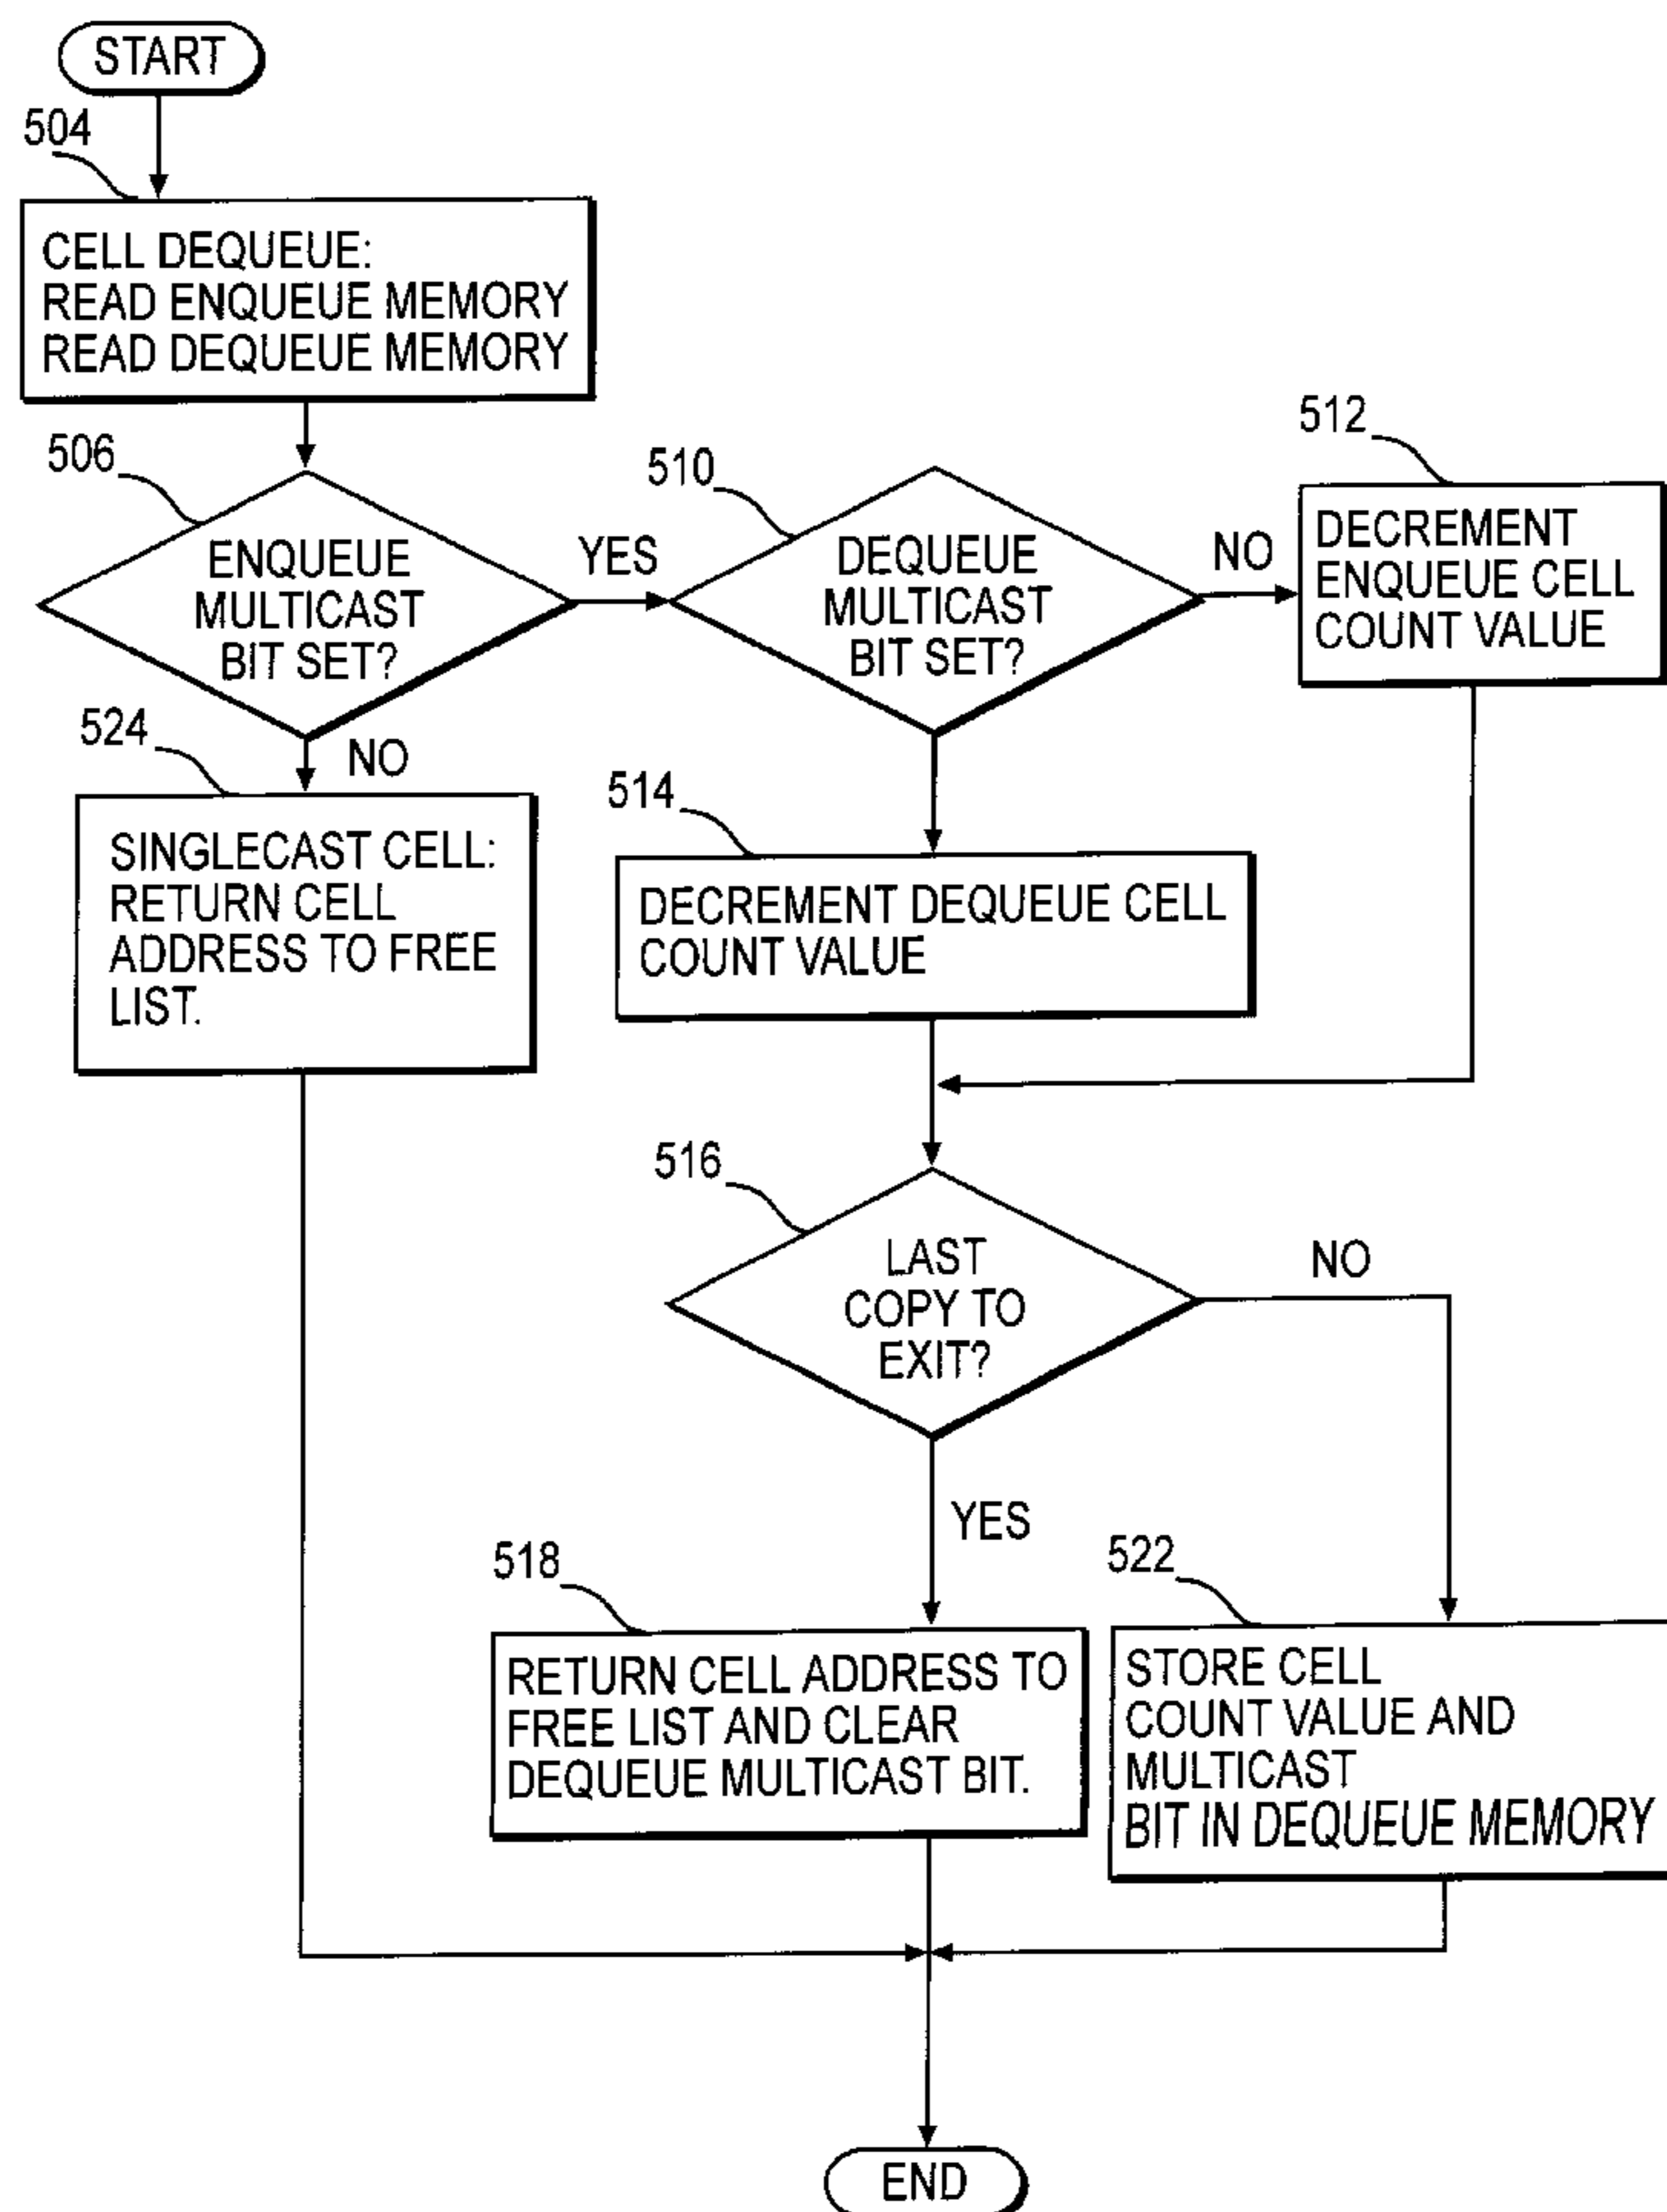 START
504
CELL DEQUEUE:
READ ENQUEUE MEMORY
READ DEQUEUE MEMORY
506
ENQUEUE
MULTICAST
BIT SET?
YES
510
DEQUEUE
MULTICAST
BIT SET?
NO
512
DECREMENT
ENQUEUE CELL
COUNT VALUE
NO
524
SINGLECAST CELL:
RETURN CELL
ADDRESS TO FREE
LIST.
514
DECREMENT DEQUEUE CELL
COUNT VALUE
516
LAST
COPY TO
EXIT?
NO
YES
518
RETURN CELL ADDRESS TO
FREE LIST AND CLEAR
DEQUEUE MULTICAST BIT.
522
STORE CELL
COUNT VALUE AND
MULTICAST
BIT IN DEQUEUE MEMORY
END